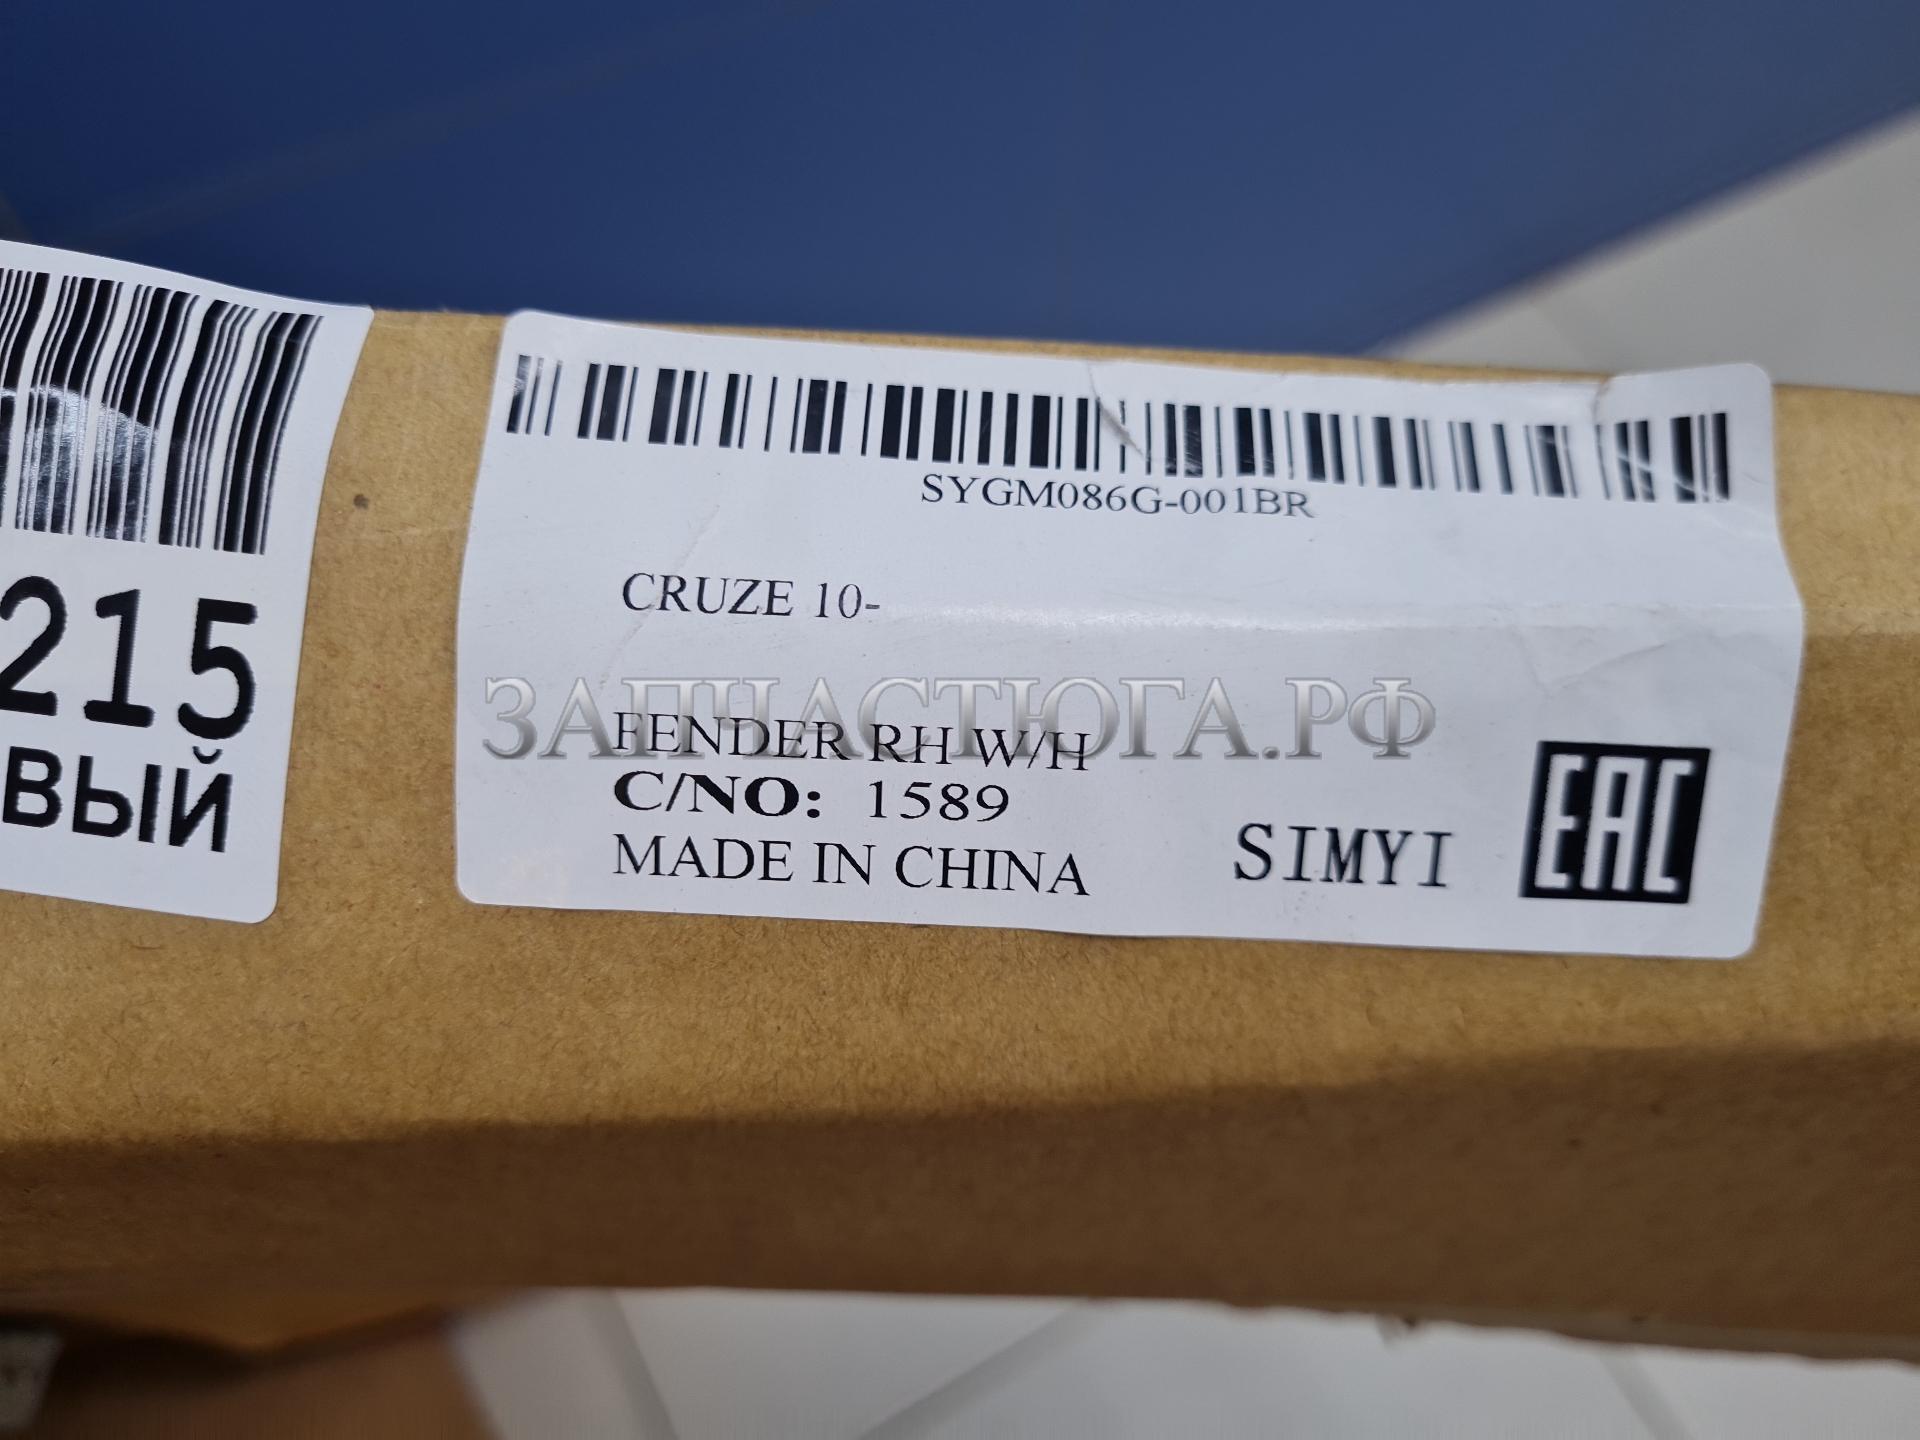 215
ВЫЙ
SYGM086G-001BR
CRUZE 10-
ЗАПЧАСТЮГА.РФ
FENDER RH W/H
C/NO: 1589
MADE IN CHINA
SIMYI
EAC